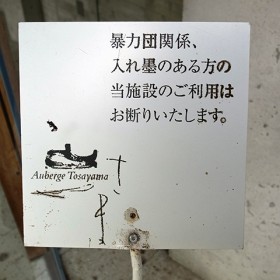 暴力団関係、
入れ墨のある方の
当施設のご利用は
お断りいたします。
Auberge Tosayama